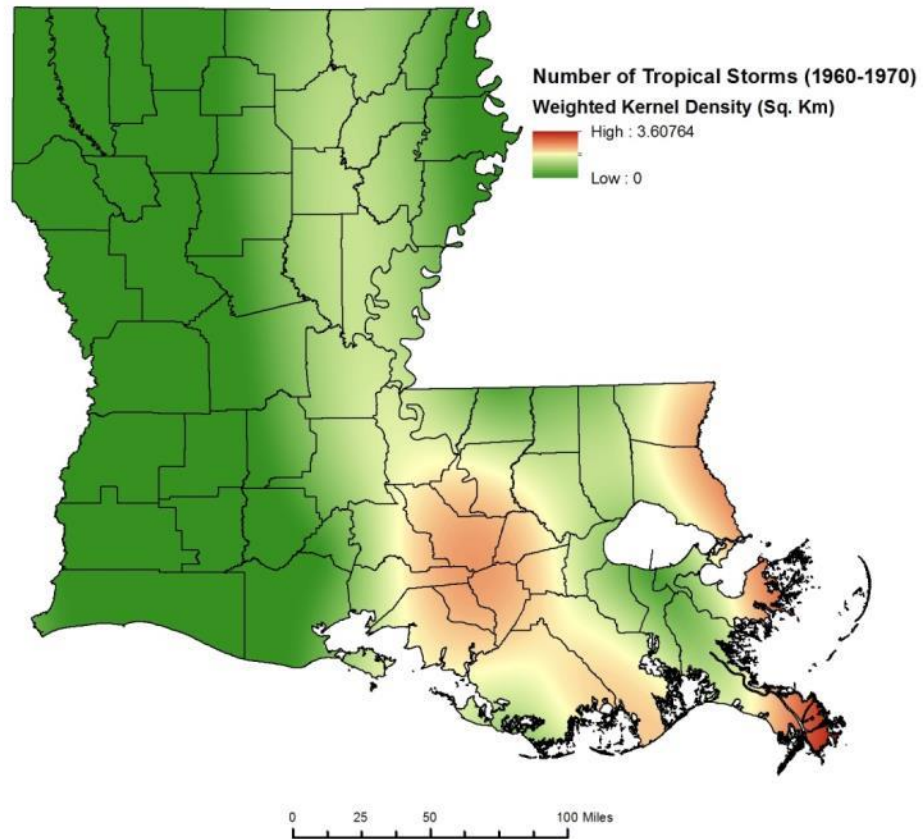 Number of Tropical Storms (1960-1970)
Weighted Kernel Density (Sq. Km)
High : 3.60764
Low : 0
0 25 50 100 Miles